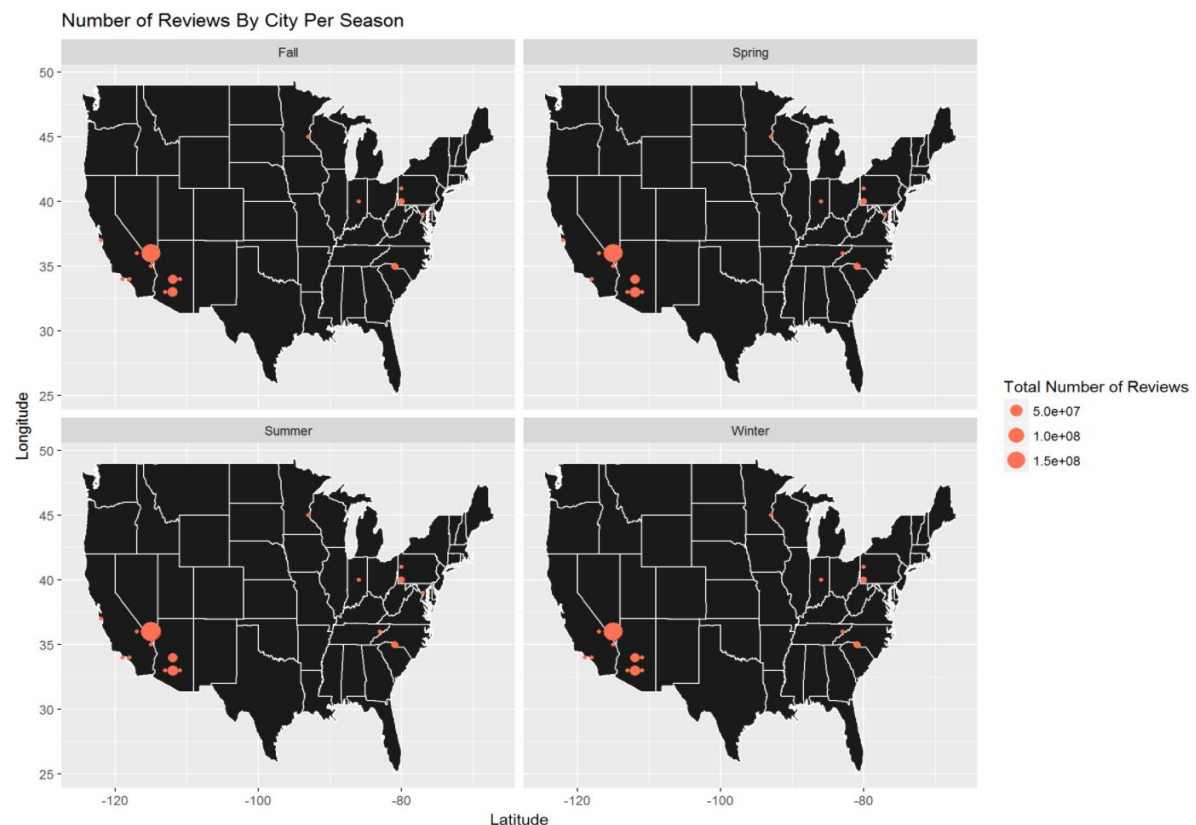 Number of Reviews By City Per Season
Fall
Spring
50
45
40
35
30
25
Longitude
Summer
Winter
50
45
40
35
30
25
-120
-100
-80
-120
-100
-80
Latitude
Total Number of Reviews
5.0e+07
1.0e+08
1.5e+08